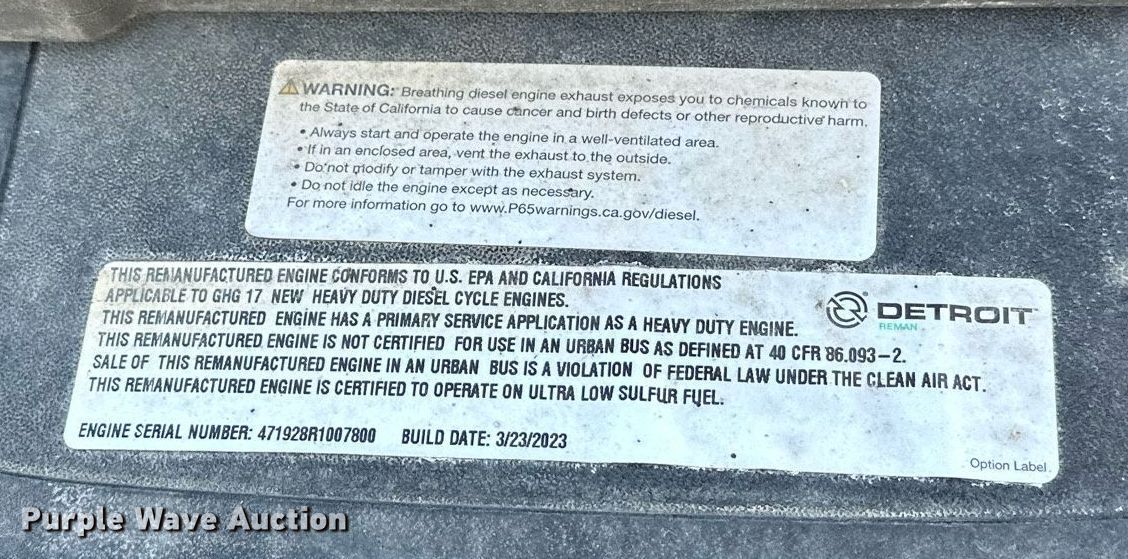 WARNING: Breathing diesel engine exhaust exposes you to chemicals known to
the State of California to cause cancer and birth defects or other reproductive harm.
• Always start and operate the engine in a well-ventilated area.
• If in an enclosed area, vent the exhaust to the outside.
• Do not modify or tamper with the exhaust system.
• Do not idle the engine except as necessary.
For more information go to www.P65warnings.ca.gov/diesel.
THIS REMANUFACTURED ENGINE CONFORMS TO U.S. EPA AND CALIFORNIA REGULATIONS
APPLICABLE TO GHG 17 NEW HEAVY DUTY DIESEL CYCLE ENGINES.
THIS REMANUFACTURED ENGINE HAS A PRIMARY SERVICE APPLICATION AS A HEAVY DUTY ENGINE.
THIS REMANUFACTURED ENGINE IS NOT CERTIFIED FOR USE IN AN URBAN BUS AS DEFINED AT 40 CFR 86.093-2.
SALE OF THIS REMANUFACTURED ENGINE IN AN URBAN BUS IS A VIOLATION OF FEDERAL LAW UNDER THE CLEAN AIR ACT.
THIS REMANUFACTURED ENGINE IS CERTIFIED TO OPERATE ON ULTRA LOW SULFUR FUEL.
DETROIT
REMAN
ENGINE SERIAL NUMBER: 471928R1007800 BUILD DATE: 3/23/2023
Option Label
Purple Wave Auction